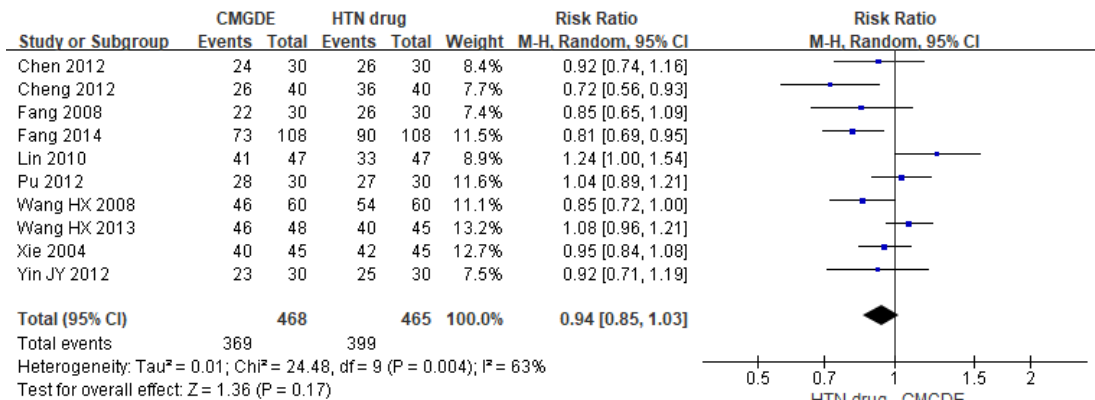 CMGDE HTN drug Risk Ratio Risk Ratio
Study or Subgroup Events Total Events Total Weight M-H, Random, 95% CI M-H, Random, 95% CI
Chen 2012 24 30 26 30 8.4% 0.92 [0.74, 1.16]
Cheng 2012 26 40 36 40 7.7% 0.72 [0.56, 0.93]
Fang 2008 22 30 26 30 7.4% 0.85 [0.65, 1.09]
Fang 2014 73 108 90 108 11.5% 0.81 [0.69, 0.95]
Lin 2010 41 47 33 47 8.9% 1.24 [1.00, 1.54]
Pu 2012 28 30 27 30 11.6% 1.04 [0.89, 1.21]
Wang HX 2008 46 60 54 60 11.1% 0.85 [0.72, 1.00]
Wang HX 2013 46 48 40 45 13.2% 1.08 [0.96, 1.21]
Xie 2004 40 45 42 45 12.7% 0.95 [0.84, 1.08]
Yin JY 2012 23 30 25 30 7.5% 0.92 [0.71, 1.19]
Total (95% CI) 468 465 100.0% 0.94 [0.85, 1.03]
Total events 369 399
Heterogeneity: Tau² = 0.01; Chi² = 24.48, df = 9 (P = 0.004); I² = 63%
Test for overall effect: Z = 1.36 (P = 0.17)
0.5 0.7 1 1.5 2
HTN drug CMGDE